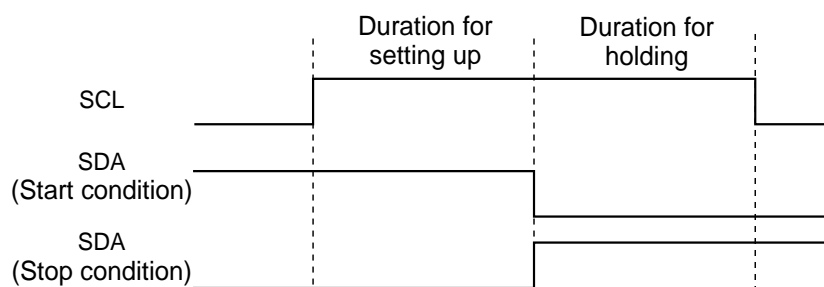 Duration for
setting up
Duration for
holding
SCL
SDA
(Start condition)
SDA
(Stop condition)